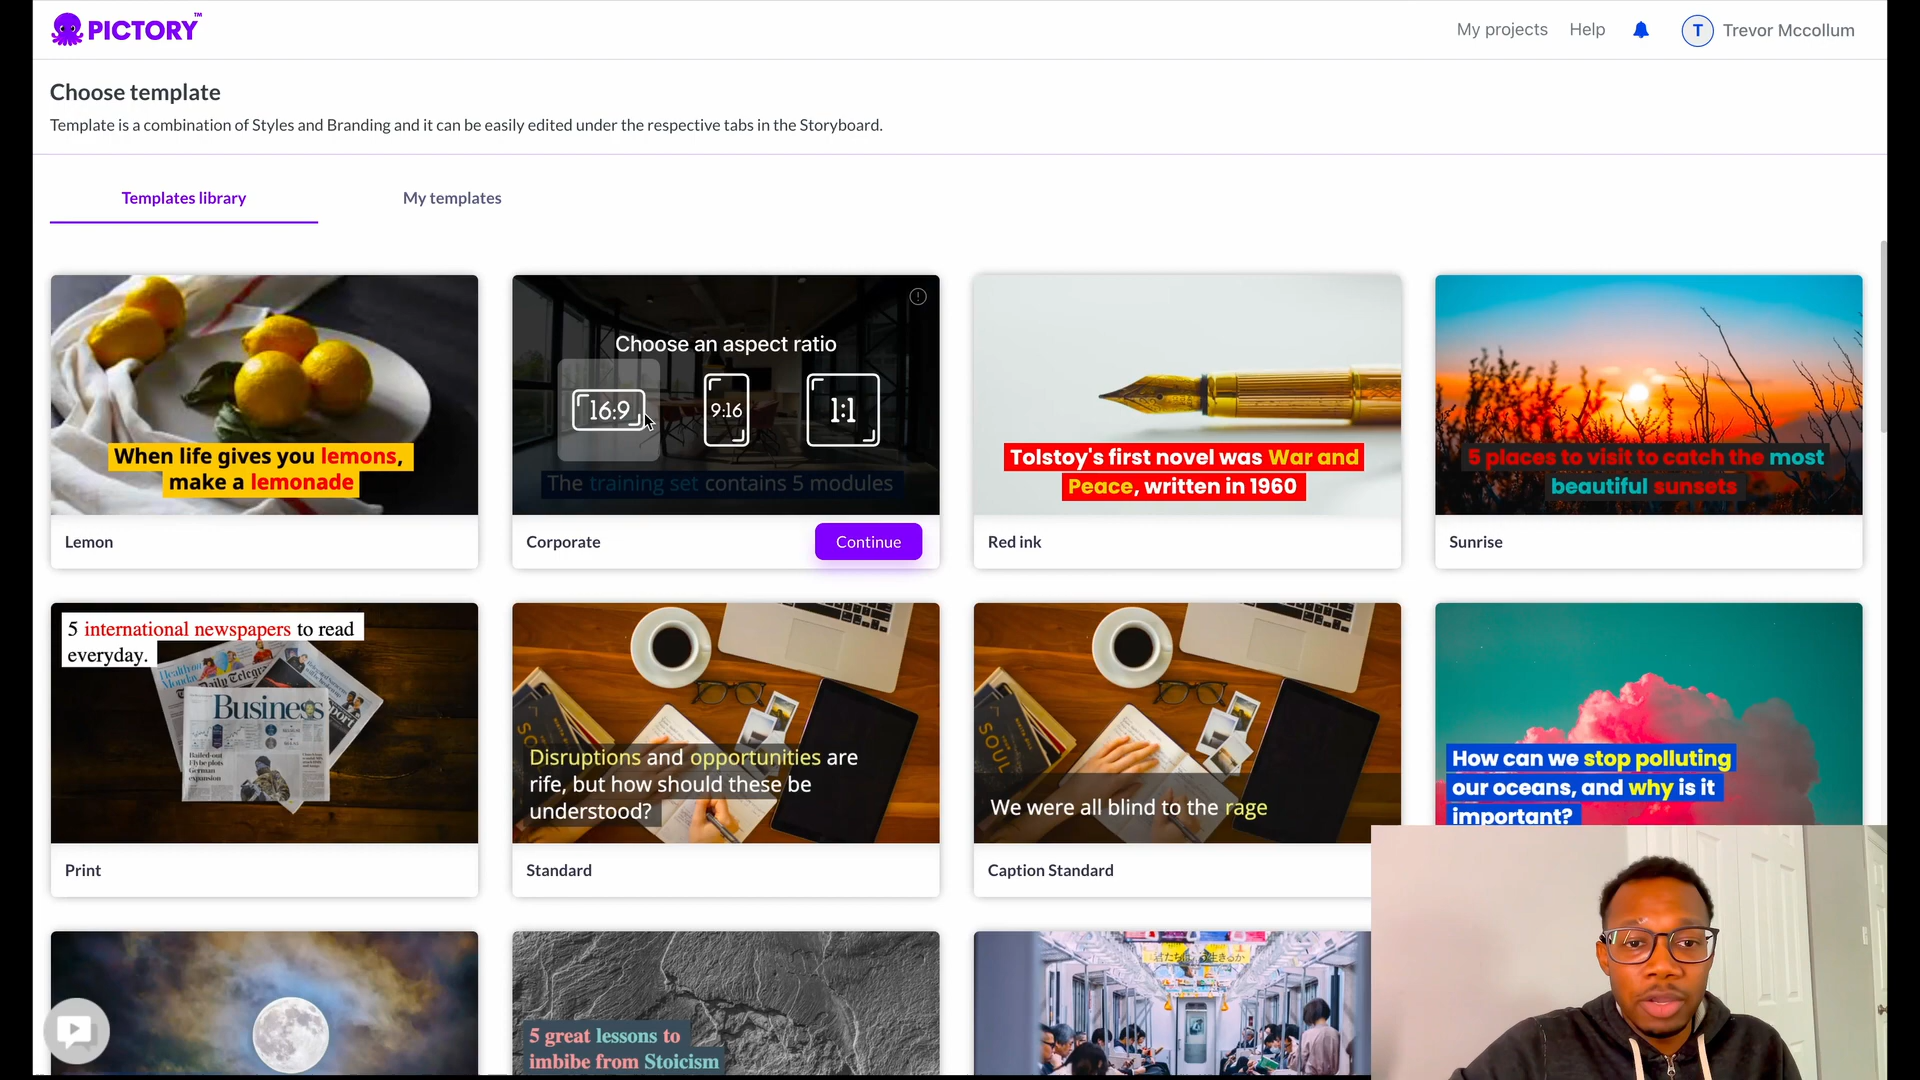 PICTORY™
My projects
Help
T
Trevor Mccollum
Choose template
Template is a combination of Styles and Branding and it can be easily edited under the respective tabs in the Storyboard.
Templates library
My templates
When life gives you lemons,
make a lemonade
Lemon
Choose an aspect ratio
16:9
9:16
1:1
The training set contains 5 modules
Corporate
Continue
Tolstoy's first novel was War and
Peace, written in 1960
Red ink
5 places to visit to catch the most
beautiful sunsets
Sunrise
5 international newspapers to read
everyday.
Business
Print
Disruptions and opportunities are
rife, but how should these be
understood?
SOUL
Standard
We were all blind to the rage
SOUL
Caption Standard
How can we stop polluting
our oceans, and why is it
important?
5 great lessons to
imbibe from Stoicism